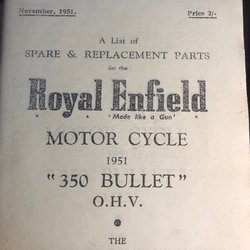 November, 1951. Price 2/-
A List of
SPARE & REPLACEMENT PARTS
for the
Royal Enfield
'Made like a Gun'
MOTOR CYCLE
1951
"350 BULLET"
O.H.V.
THE